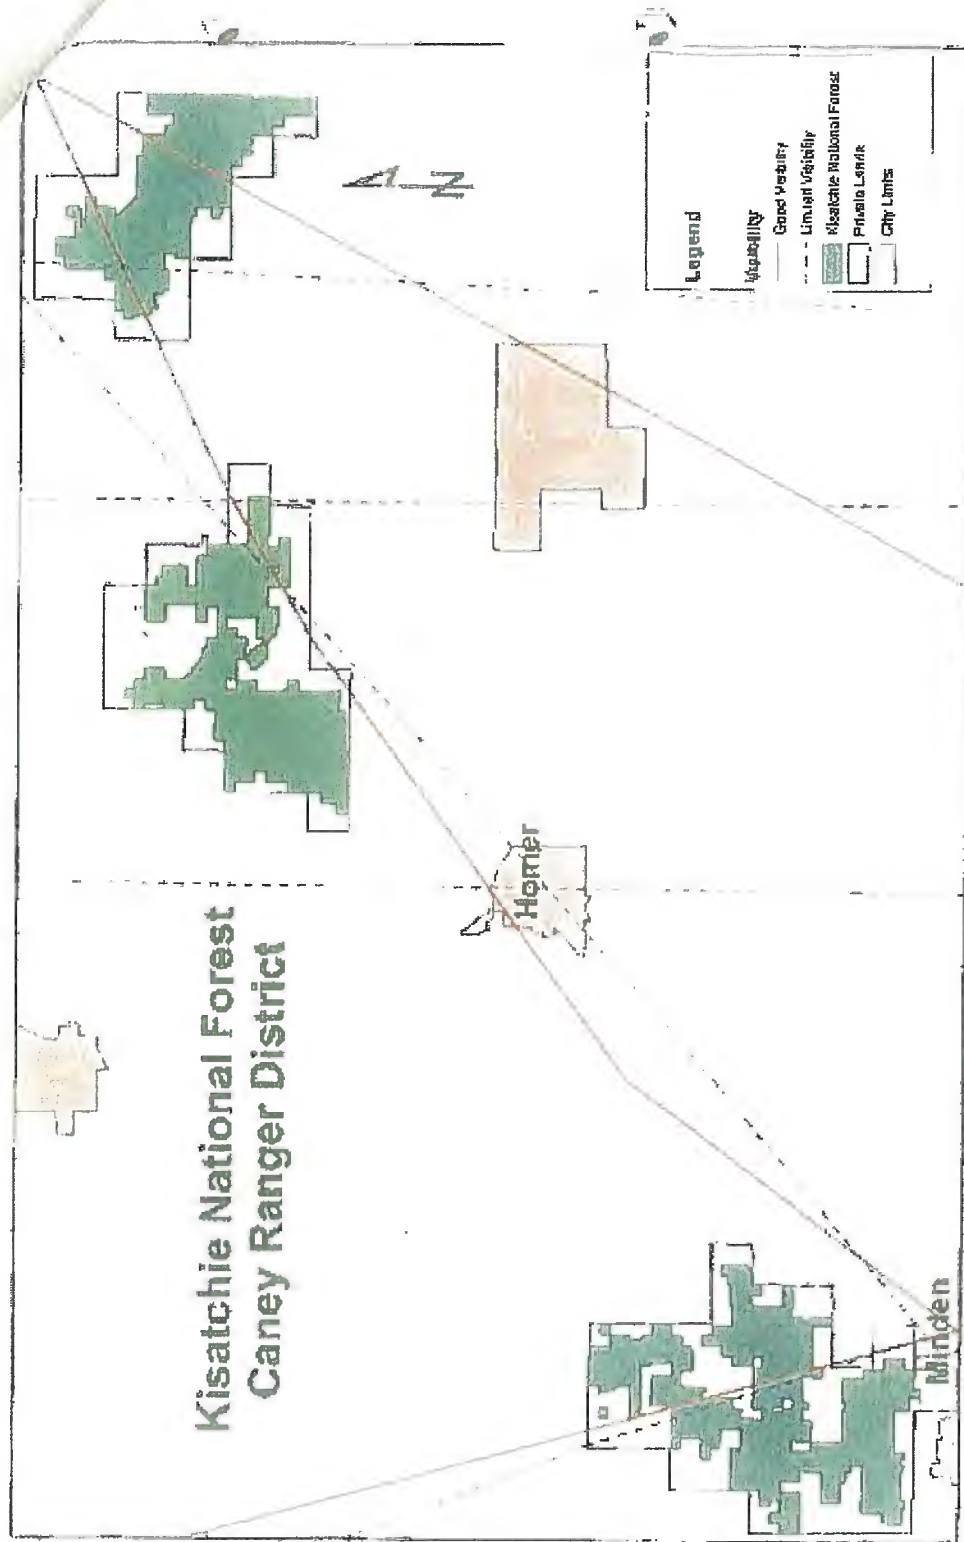 Kisatchie National Forest
Caney Ranger District
N
Homer
Minden
Legend
Good Visibility
Limited Visibility
Kisatchie National Forest
Private Lands
City Limits